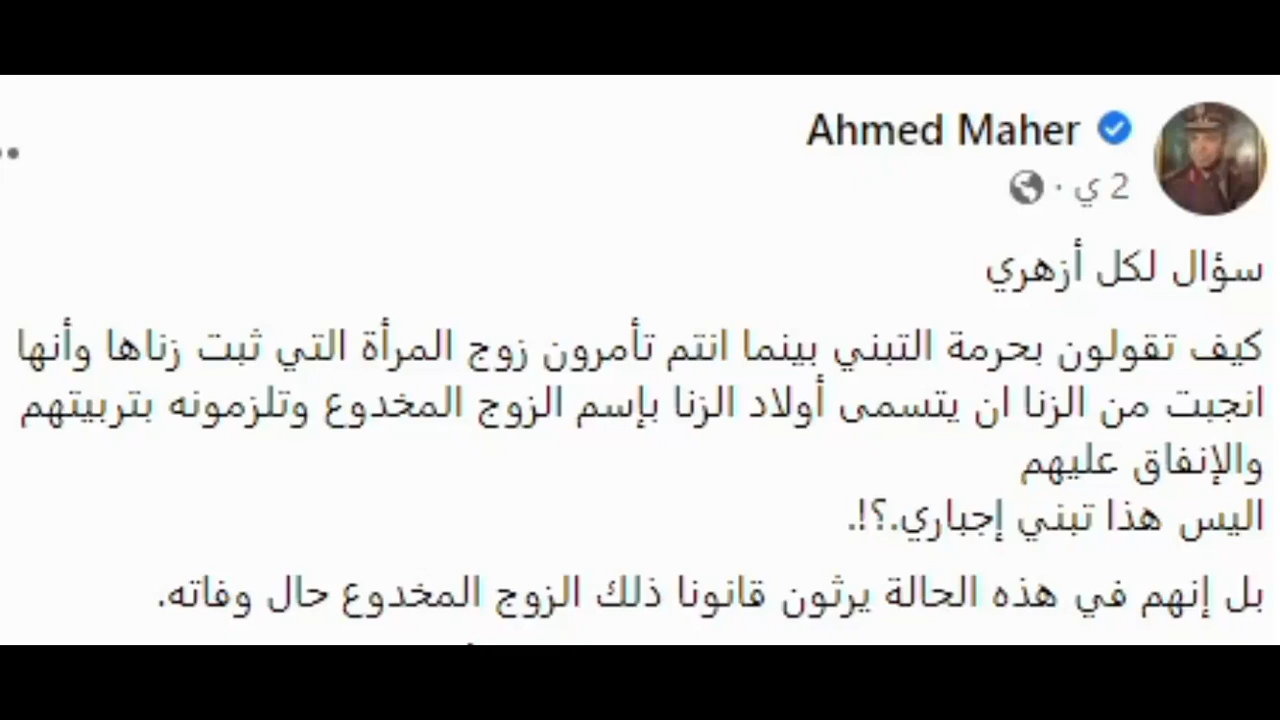 Ahmed Maher
2 ي ·
سؤال لكل أزهري
كيف تقولون بحرمة التبني بينما انتم تأمرون زوج المرأة التي ثبت زناها وأنها
انجبت من الزنا ان يتسمى أولاد الزنا بإسم الزوج المخدوع وتلزمونه بتربيتهم
والإنفاق عليهم
اليس هذا تبني إجباري.؟!.
بل إنهم في هذه الحالة يرثون قانونا ذلك الزوج المخدوع حال وفاته.